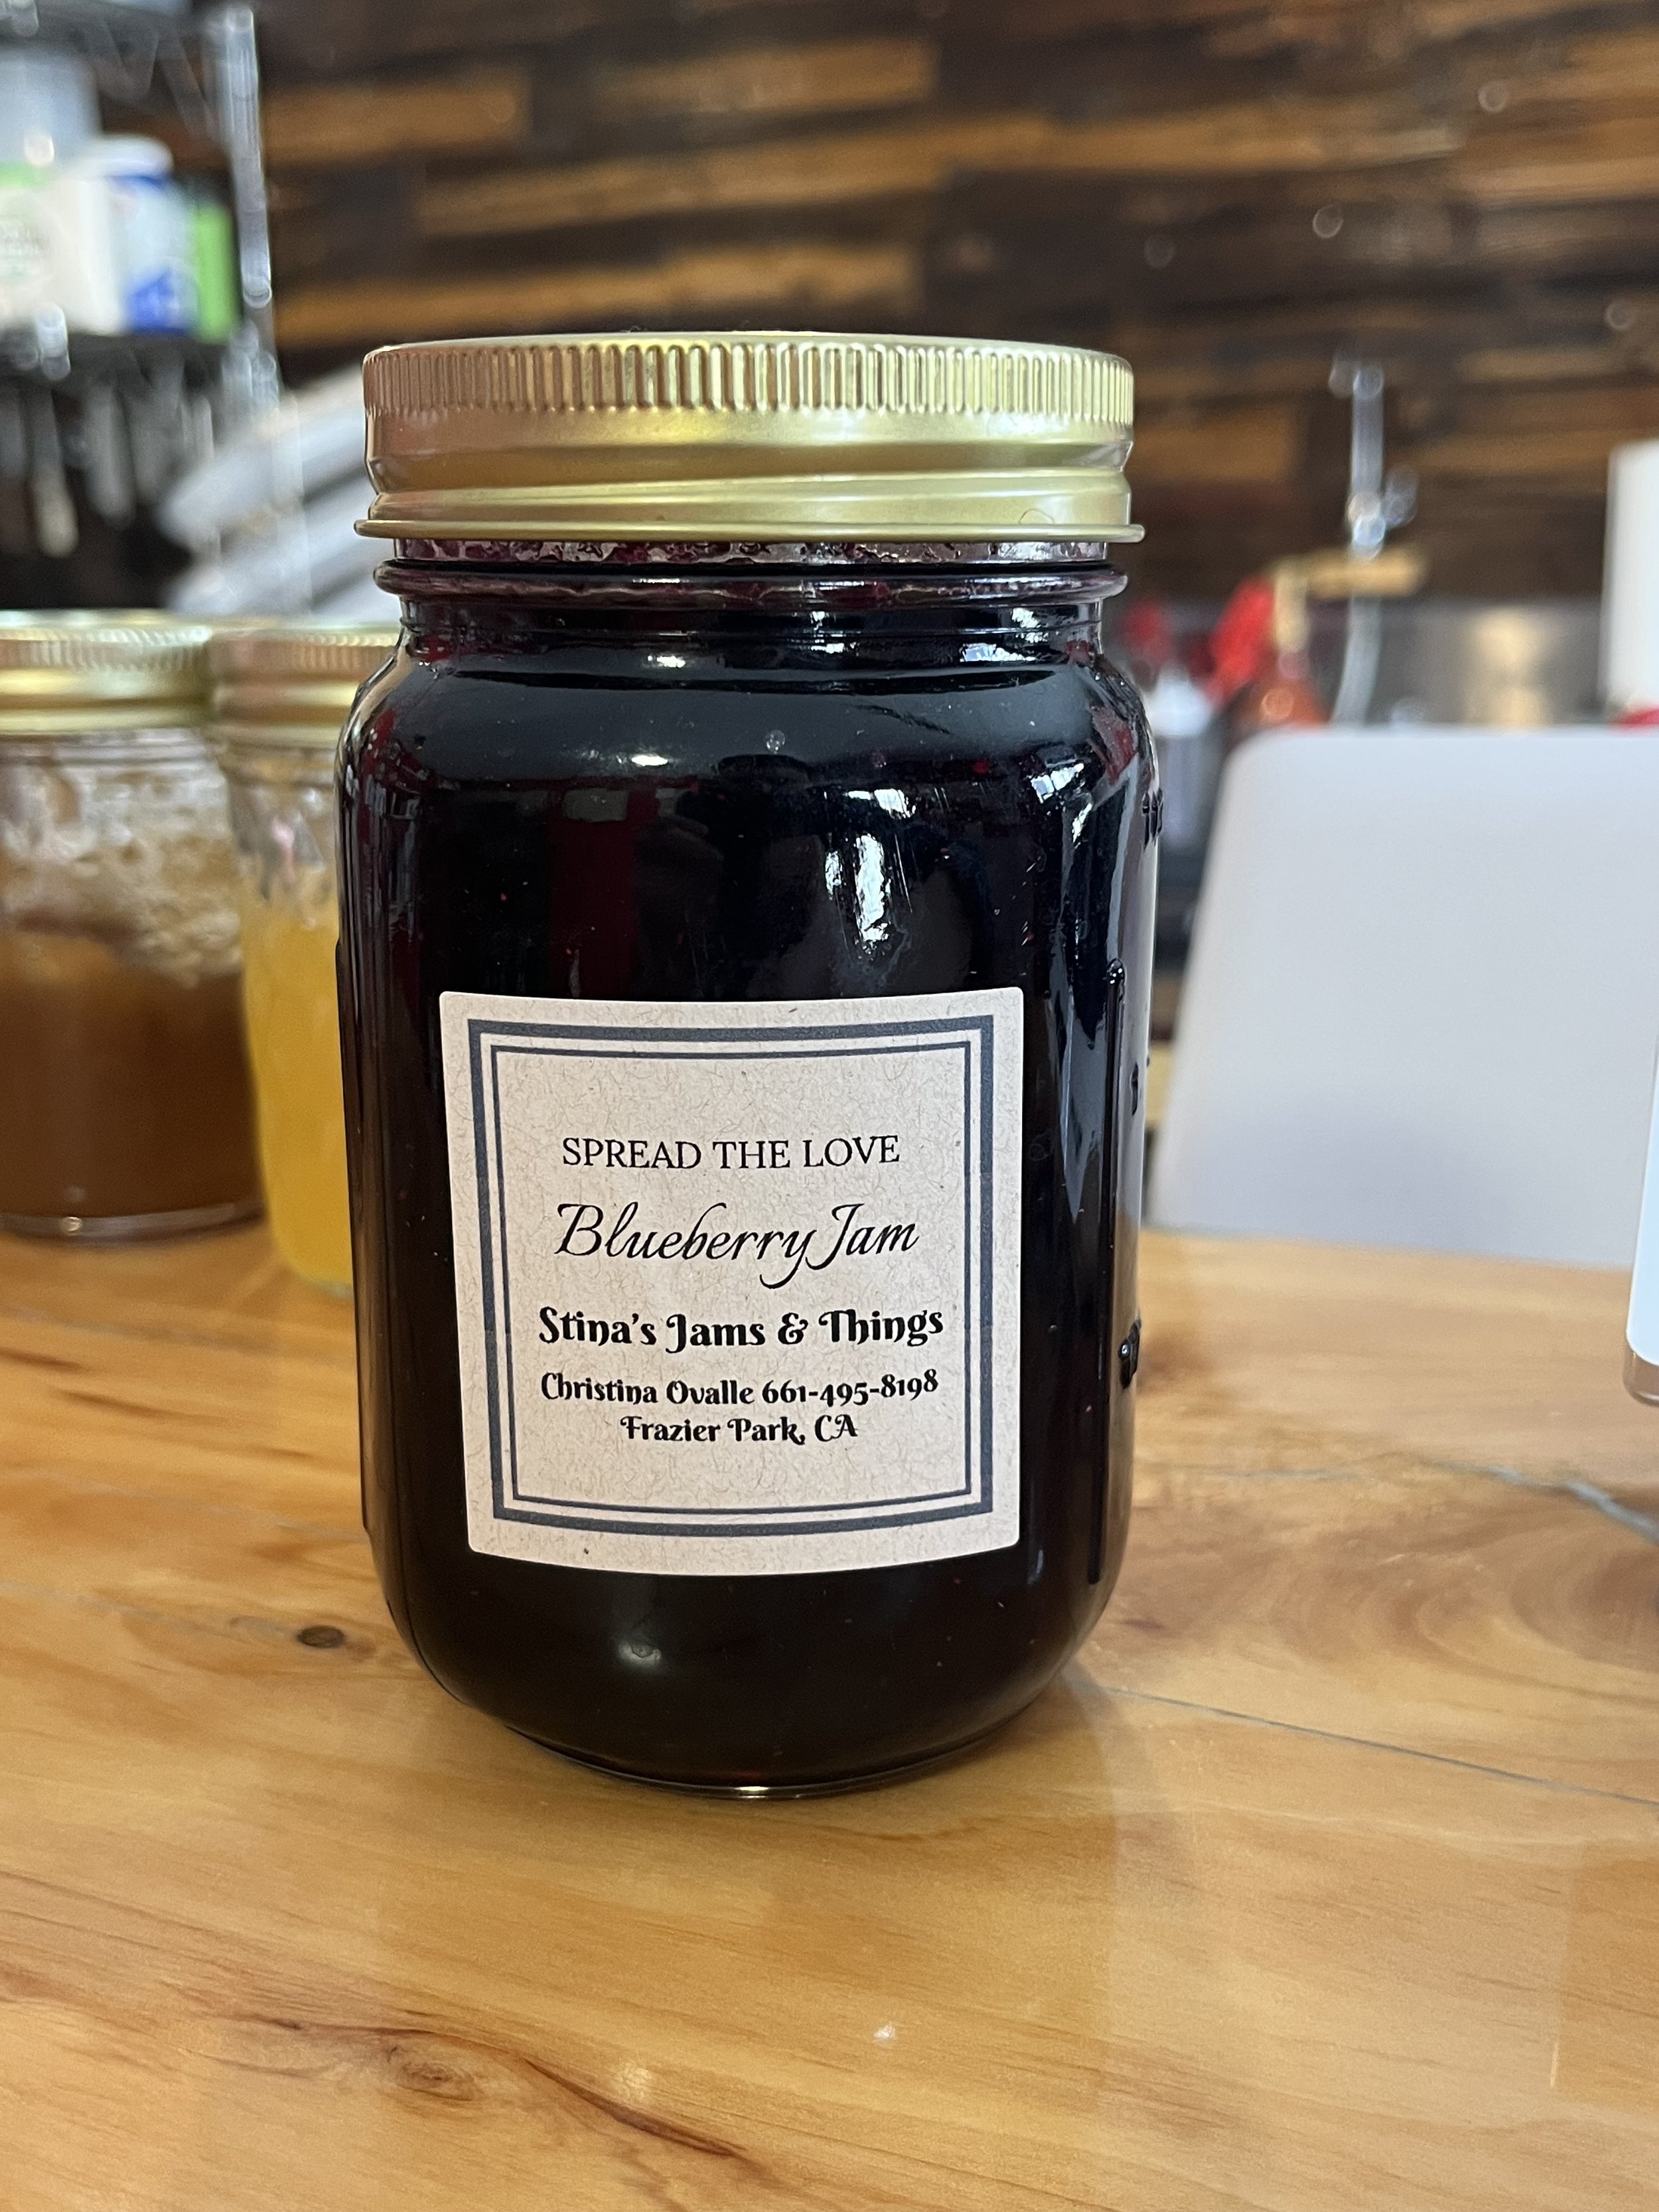 SPREAD THE LOVE
Blueberry Jam
Stina's Jams & Things
Christina Ovalle 661-495-8198
Frazier Park, CA